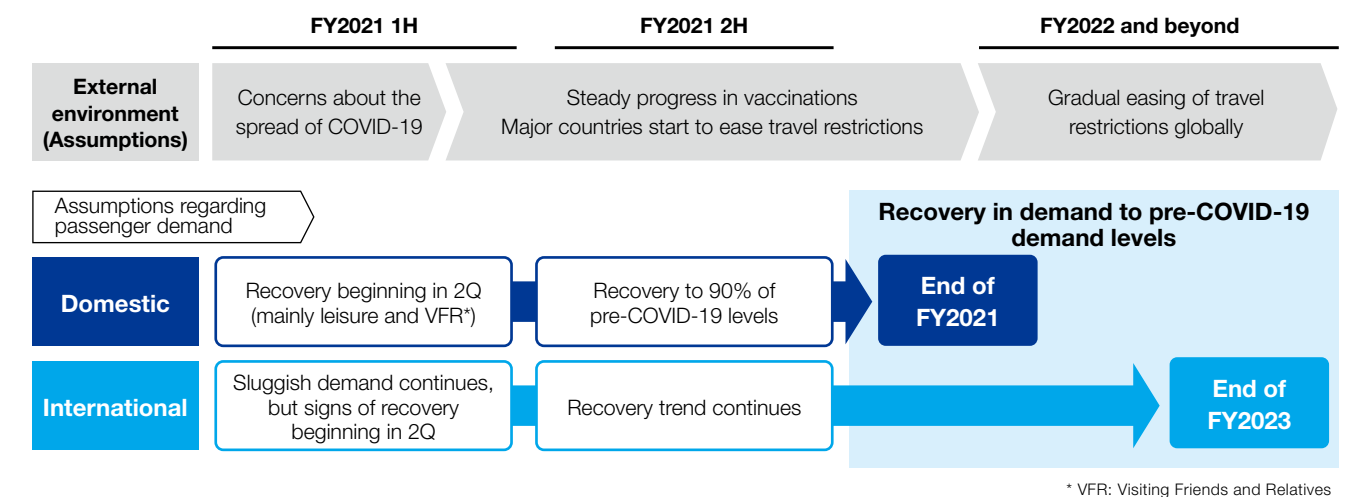 FY2021 1H
FY2021 2H
FY2022 and beyond
External
environment
(Assumptions)
Concerns about the
spread of COVID-19
Steady progress in vaccinations
Major countries start to ease travel restrictions
Gradual easing of travel
restrictions globally
Assumptions regarding
passenger demand
Recovery in demand to pre-COVID-19
demand levels
Domestic
Recovery beginning in 2Q
(mainly leisure and VFR*)
Recovery to 90% of
pre-COVID-19 levels
End of
FY2021
International
Sluggish demand continues,
but signs of recovery
beginning in 2Q
Recovery trend continues
End of
FY2023
* VFR: Visiting Friends and Relatives